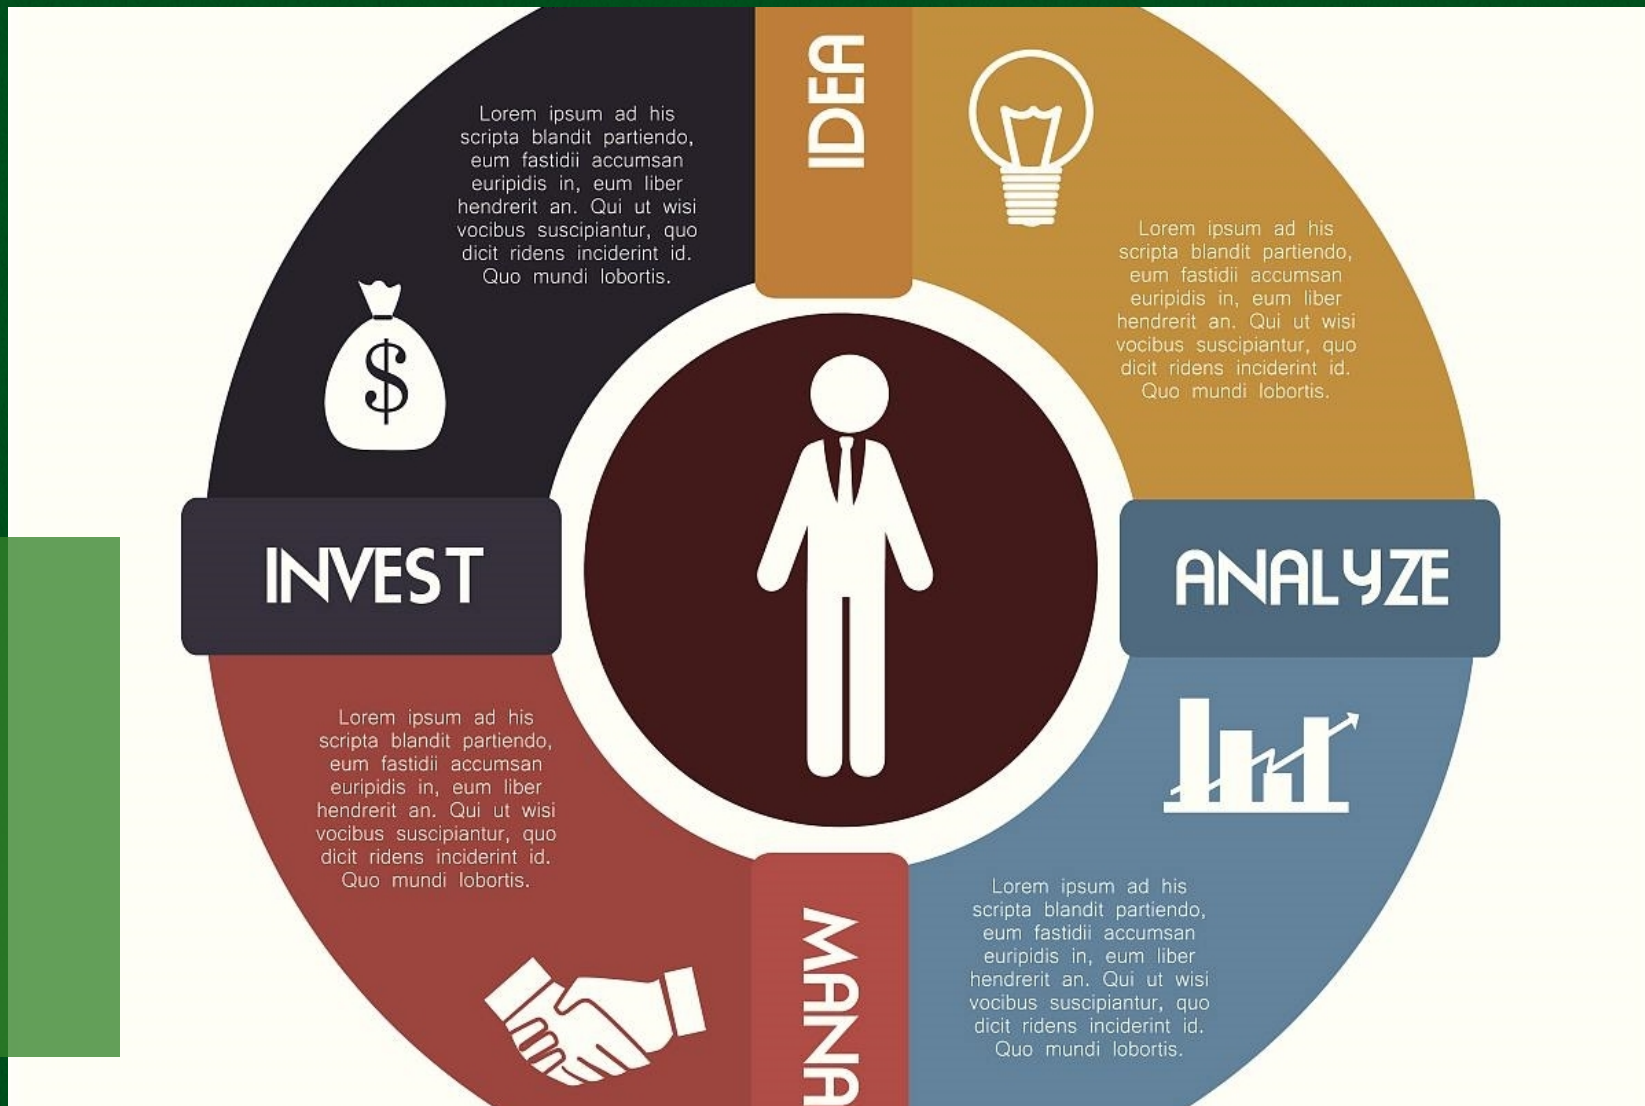 IDEA
Lorem ipsum ad his
scripta blandit partiendo,
eum fastidii accumsan
euripidis in, eum liber
hendrerit an. Qui ut wisi
vocibus suscipiantur, quo
dicit ridens inciderint id.
Quo mundi lobortis.
$
Lorem ipsum ad his
scripta blandit partiendo,
eum fastidii accumsan
euripidis in, eum liber
hendrerit an. Qui ut wisi
vocibus suscipiantur, quo
dicit ridens inciderint id.
Quo mundi lobortis.
INVEST
ANALYZE
Lorem ipsum ad his
scripta blandit partiendo,
eum fastidii accumsan
euripidis in, eum liber
hendrerit an. Qui ut wisi
vocibus suscipiantur, quo
dicit ridens inciderint id.
Quo mundi lobortis.
MANA
Lorem ipsum ad his
scripta blandit partiendo,
eum fastidii accumsan
euripidis in, eum liber
hendrerit an. Qui ut wisi
vocibus suscipiantur, quo
dicit ridens inciderint id.
Quo mundi lobortis.